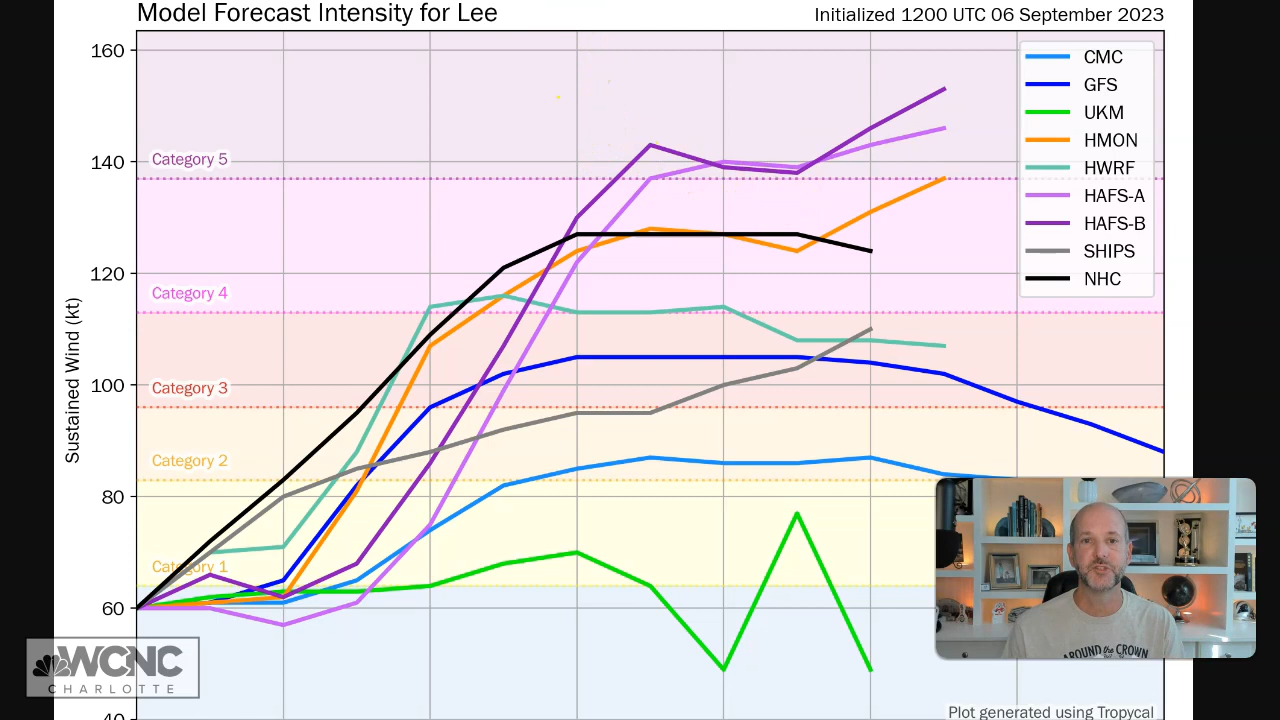 Model Forecast Intensity for Lee
Initialized 1200 UTC 06 September 2023
160
140
120
100
80
60
40
Sustained Wind (kt)
Category 5
Category 4
Category 3
Category 2
Category 1
CMC
GFS
UKM
HMON
HWRF
HAFS-A
HAFS-B
SHIPS
NHC
WCNC
CHARLOTTE
AROUND the CROWN
Plot generated using Tropycal